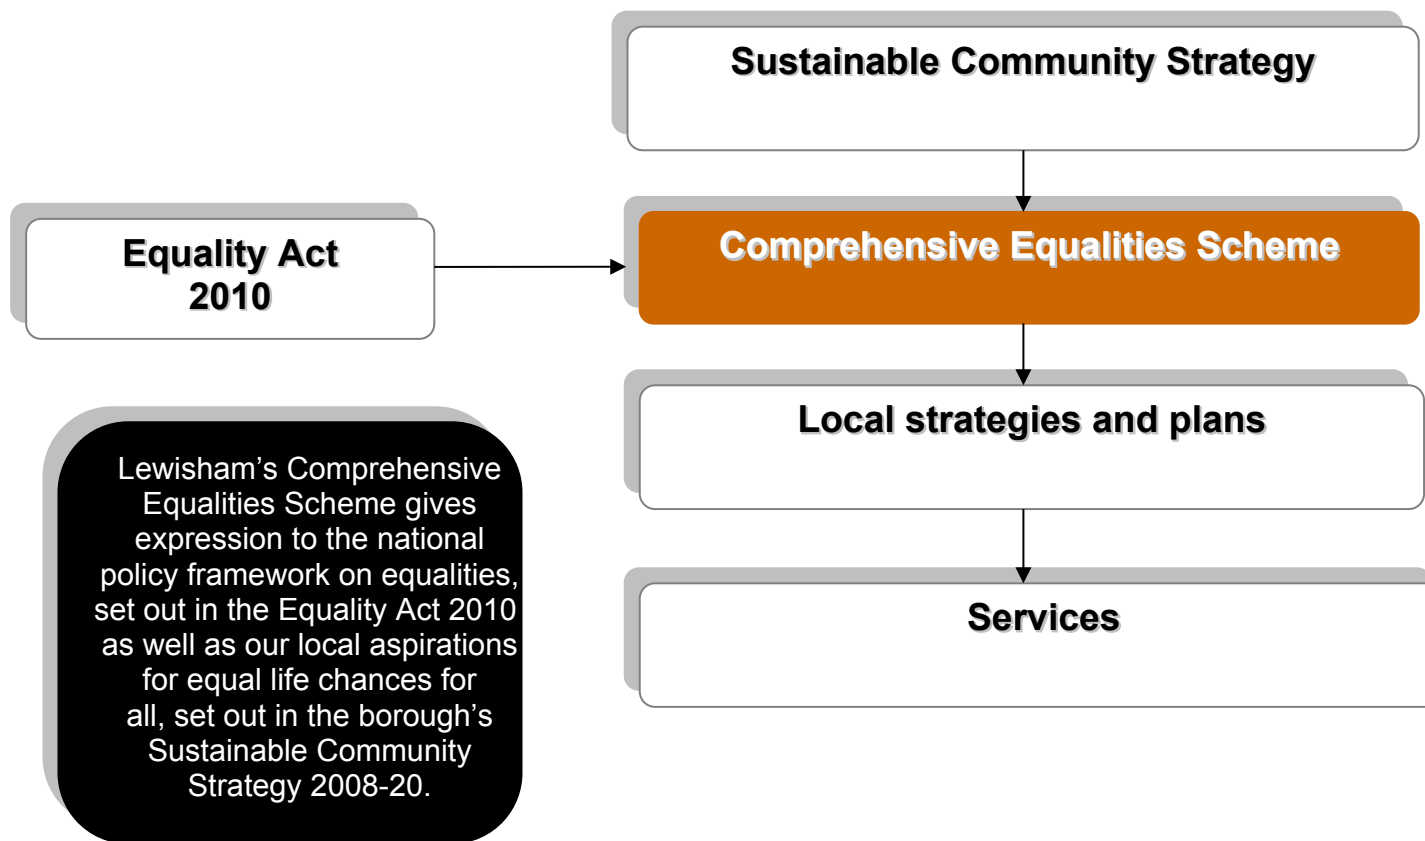 Sustainable Community Strategy
Equality Act
2010
Comprehensive Equalities Scheme
Local strategies and plans
Services
Lewisham’s Comprehensive
Equalities Scheme gives
expression to the national
policy framework on equalities,
set out in the Equality Act 2010
as well as our local aspirations
for equal life chances for
all, set out in the borough’s
Sustainable Community
Strategy 2008-20.